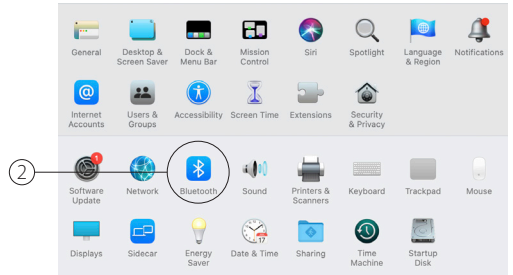 General
Desktop &
Screen Saver
Dock &
Menu Bar
Mission
Control
Siri
Spotlight
Language
& Region
Notifications
@
Internet
Accounts
Users &
Groups
Accessibility
Screen Time
Extensions
Security
& Privacy
2
1
Software
Update
Network
Bluetooth
Sound
Printers &
Scanners
Keyboard
Trackpad
Mouse
Displays
Sidecar
Energy
Saver
17
Date & Time
Sharing
Time
Machine
Startup
Disk